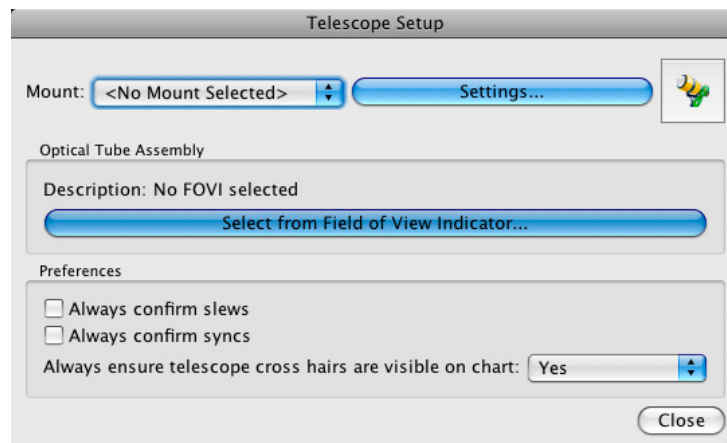 Telescope Setup
Mount: <No Mount Selected> Settings...
Optical Tube Assembly
Description: No FOVI selected
Select from Field of View Indicator...
Preferences
Always confirm slews
Always confirm syncs
Always ensure telescope cross hairs are visible on chart: Yes
Close